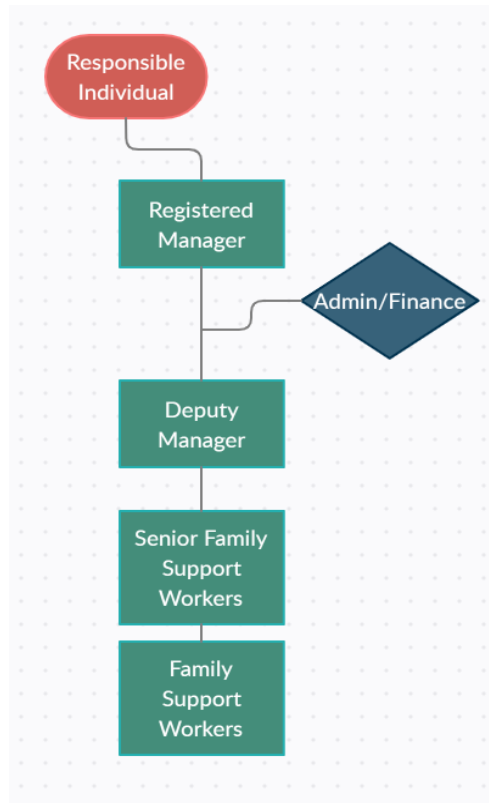 Responsible
Individual
Registered
Manager
Admin/Finance
Deputy
Manager
Senior Family
Support
Workers
Family
Support
Workers